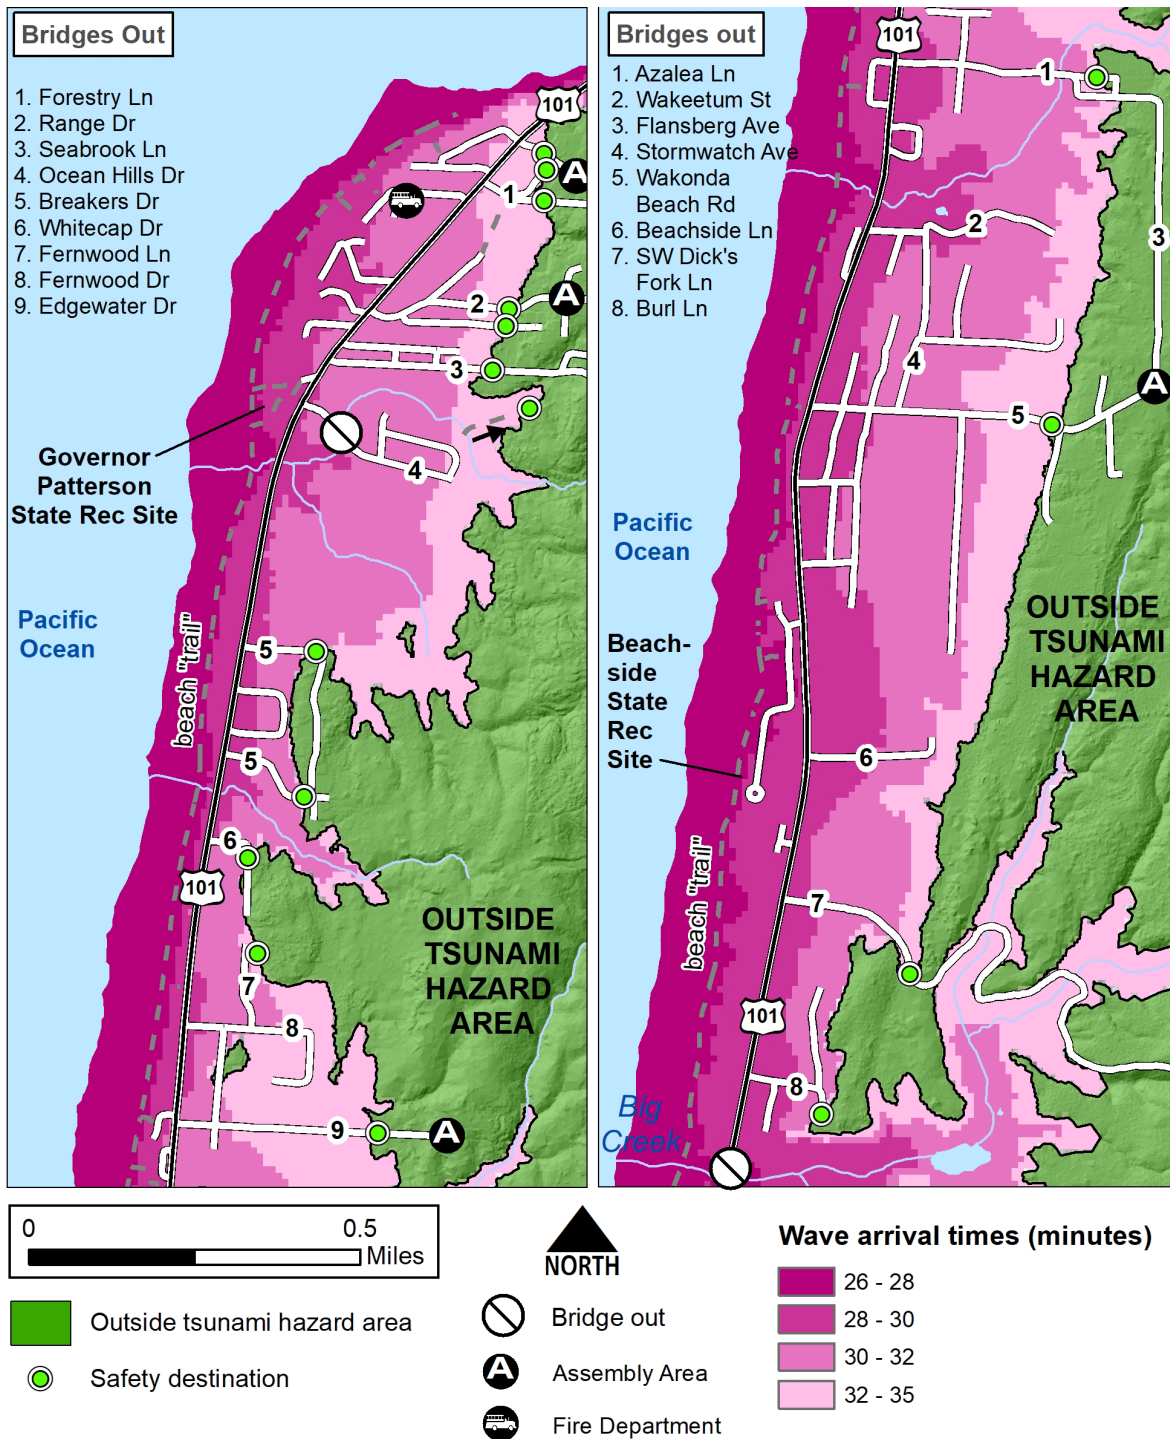 Bridges Out
1. Forestry Ln
2. Range Dr
3. Seabrook Ln
4. Ocean Hills Dr
5. Breakers Dr
6. Whitecap Dr
7. Fernwood Ln
8. Fernwood Dr
9. Edgewater Dr
101
A
1
A
2
3
Governor
Patterson
State Rec Site
4
Pacific
Ocean
beach "trail"
5
5
6
101
OUTSIDE
TSUNAMI
HAZARD
AREA
7
8
9
A
Bridges out
1. Azalea Ln
2. Wakeetum St
3. Flansberg Ave
4. Stormwatch Ave
5. Wakonda
Beach Rd
6. Beachside Ln
7. SW Dick's
Fork Ln
8. Burl Ln
101
1
2
3
4
A
5
Pacific
Ocean
OUTSIDE
TSUNAMI
HAZARD
AREA
Beach-
side
State
Rec
Site
6
beach "trail"
7
101
8
Big
Creek
0
0.5
Miles
NORTH
Outside tsunami hazard area
Safety destination
Bridge out
A
Assembly Area
Fire Department
Wave arrival times (minutes)
26 - 28
28 - 30
30 - 32
32 - 35